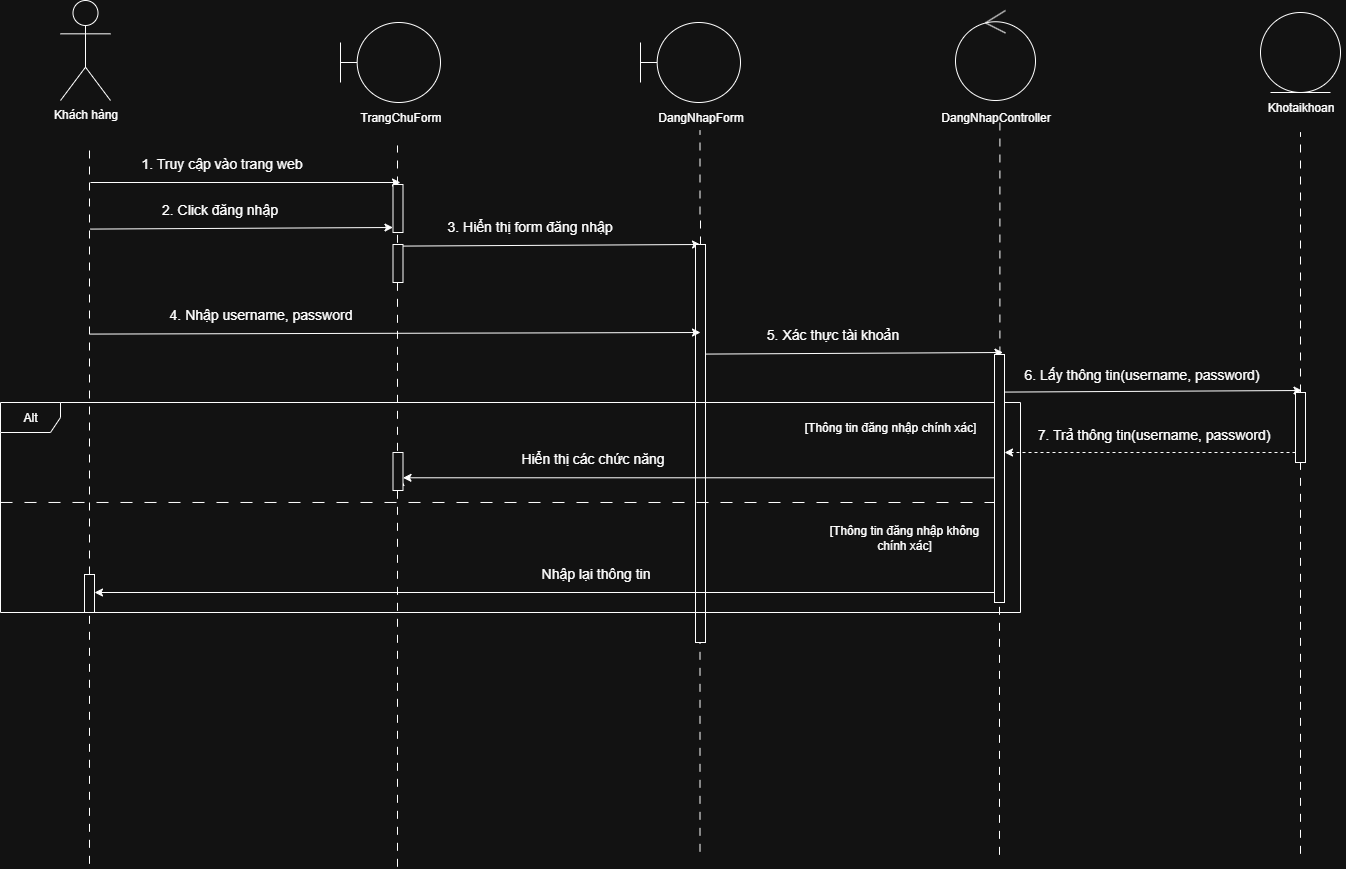 Khách hàng
TrangChuForm
DangNhapForm
DangNhapController
Khotaikhoan
1. Truy cập vào trang web
2. Click đăng nhập
3. Hiển thị form đăng nhập
4. Nhập username, password
5. Xác thực tài khoản
6. Lấy thông tin(username, password)
Alt
[Thông tin đăng nhập chính xác]
7. Trả thông tin(username, password)
Hiển thị các chức năng
[Thông tin đăng nhập không
chính xác]
Nhập lại thông tin